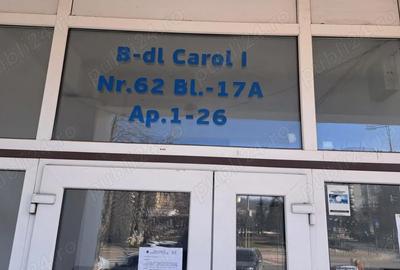 B-dl Carol I
Nr.62 Bl.-17A
Ap.1-26